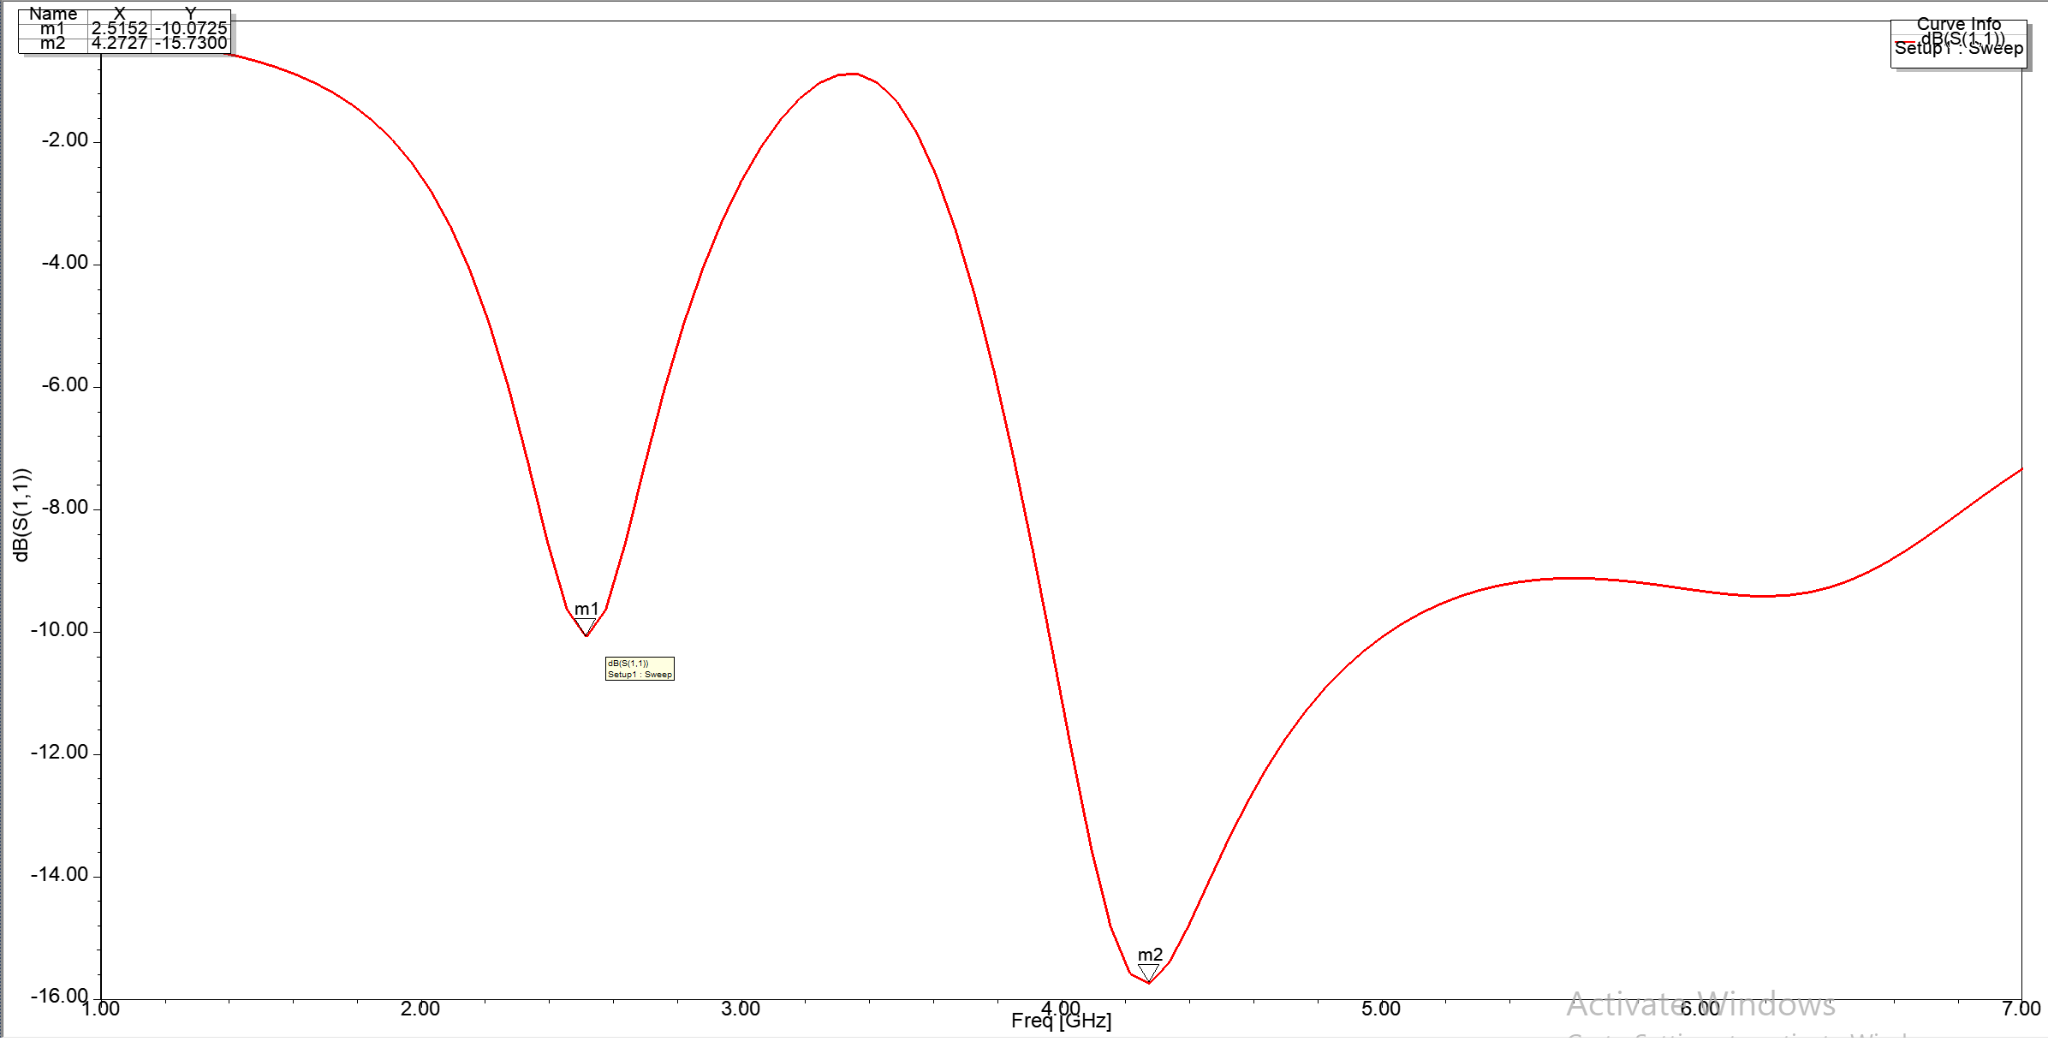 Name X Y
m1 2.5152 -10.0725
m2 4.2727 -15.7300
Curve Info
dB(S(1,1))
Setup1 : Sweep
-2.00
-4.00
-6.00
-8.00
-10.00
-12.00
-14.00
-16.00
dB(S(1,1))
m1
dB(S(1,1))
Setup1 : Sweep
m2
1.00 2.00 3.00 4.00 5.00 6.00 7.00
Freq [GHz]
Activate Windows